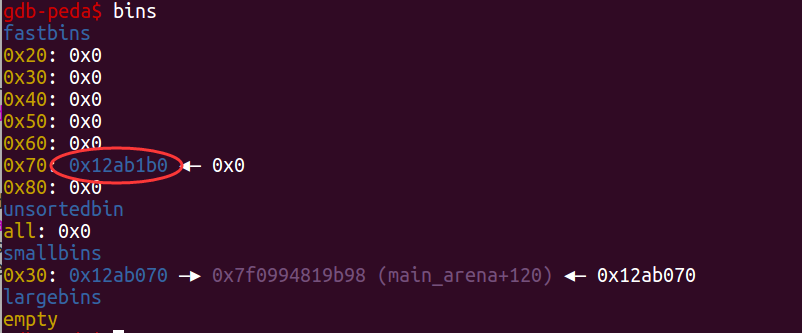 gdb-peda$ bins
fastbins
0x20: 0x0
0x30: 0x0
0x40: 0x0
0x50: 0x0
0x60: 0x0
0x70: 0x12ab1b0 ◂— 0x0
0x80: 0x0
unsortedbin
all: 0x0
smallbins
0x30: 0x12ab070 —▸ 0x7f0994819b98 (main_arena+120) ◂— 0x12ab070
largebins
empty